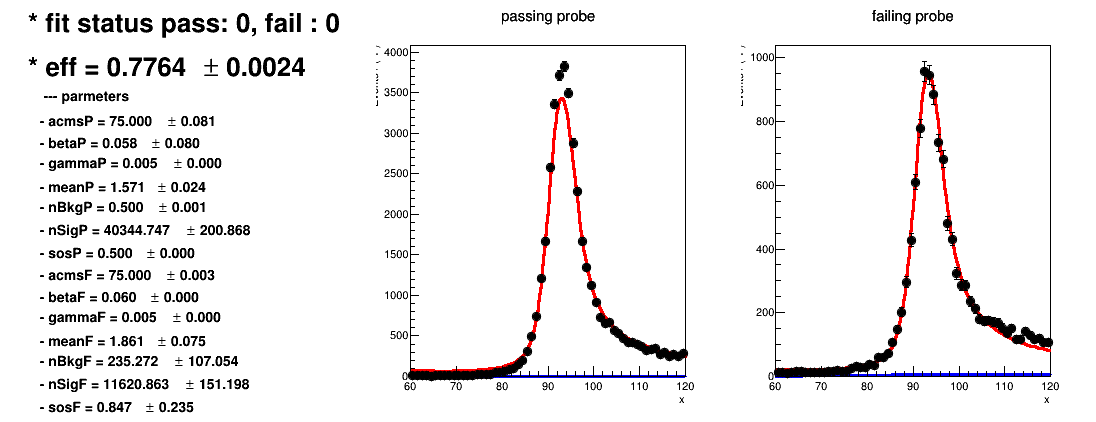 * fit status pass: 0, fail : 0
* eff = 0.7764 ± 0.0024
--- parmeters
- acmsP = 75.000 ± 0.081
- betaP = 0.058 ± 0.080
- gammaP = 0.005 ± 0.000
- meanP = 1.571 ± 0.024
- nBkgP = 0.500 ± 0.001
- nSigP = 40344.747 ± 200.868
- sosP = 0.500 ± 0.000
- acmsF = 75.000 ± 0.003
- betaF = 0.060 ± 0.000
- gammaF = 0.005 ± 0.000
- meanF = 1.861 ± 0.075
- nBkgF = 235.272 ± 107.054
- nSigF = 11620.863 ± 151.198
- sosF = 0.847 ± 0.235
passing probe
4000
3500
3000
2500
2000
1500
1000
500
0
60 70 80 90 100 110 120
x
failing probe
1000
800
600
400
200
0
60 70 80 90 100 110 120
x